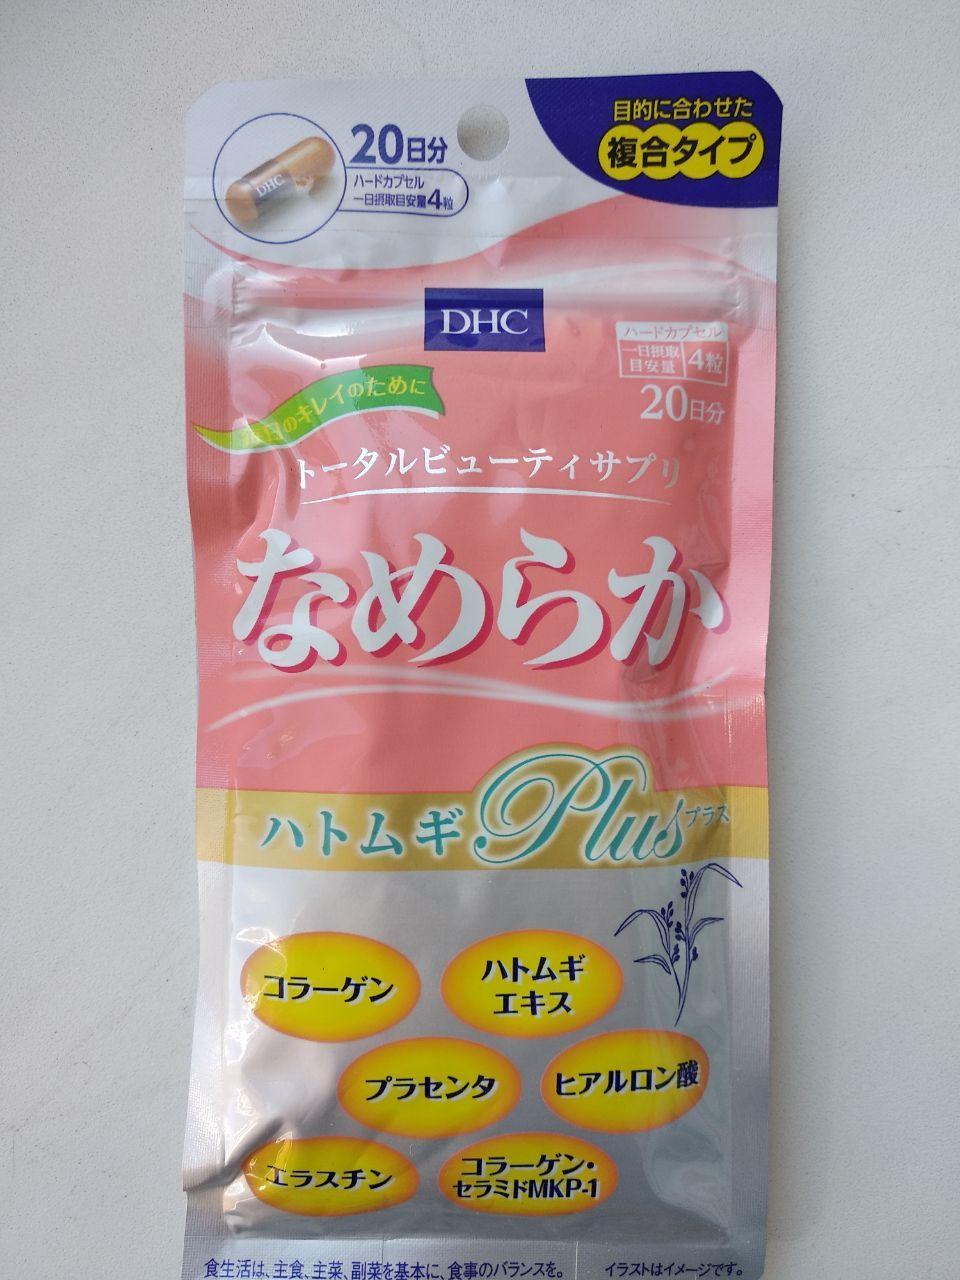 20日分
ハードカプセル
一日摂取目安量4粒
DHC
目的に合わせた
複合タイプ
DHC
ハードカプセル
一日摂取
目安量
4粒
20日分
毎日のキレイのために
トータルビューティサプリ
なめらか
ハトムギ Plus プラス
コラーゲン
ハトムギ
エキス
プラセンタ
ヒアルロン酸
エラスチン
コラーゲン・
セラミドMKP-1
食生活は、主食、主菜、副菜を基本に、食事のバランスを。
イラストはイメージです。